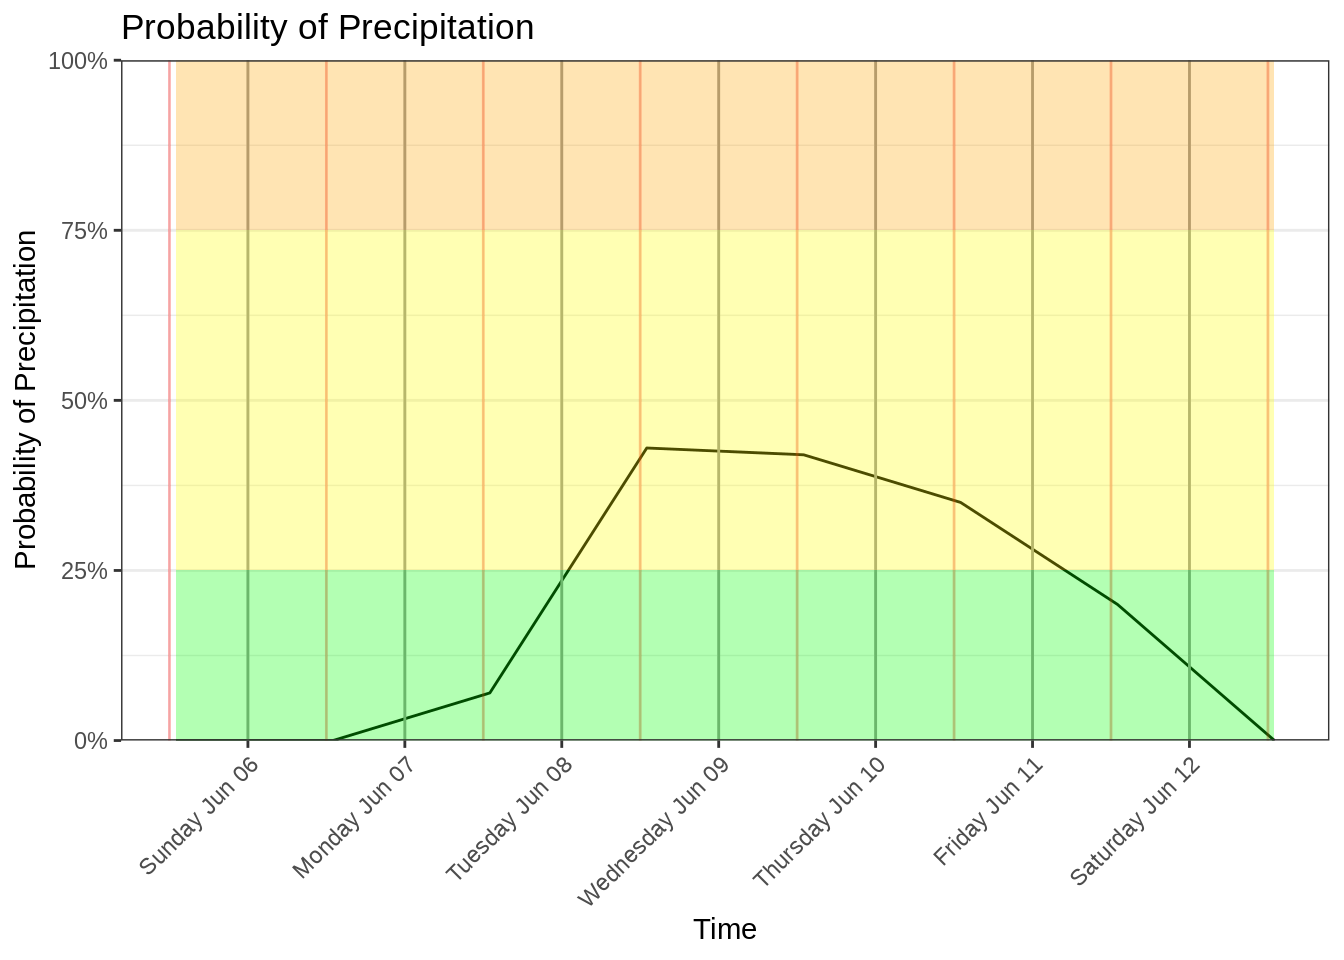 Probability of Precipitation
Probability of Precipitation
100%
75%
50%
25%
0%
Sunday Jun 06
Monday Jun 07
Tuesday Jun 08
Wednesday Jun 09
Thursday Jun 10
Friday Jun 11
Saturday Jun 12
Time